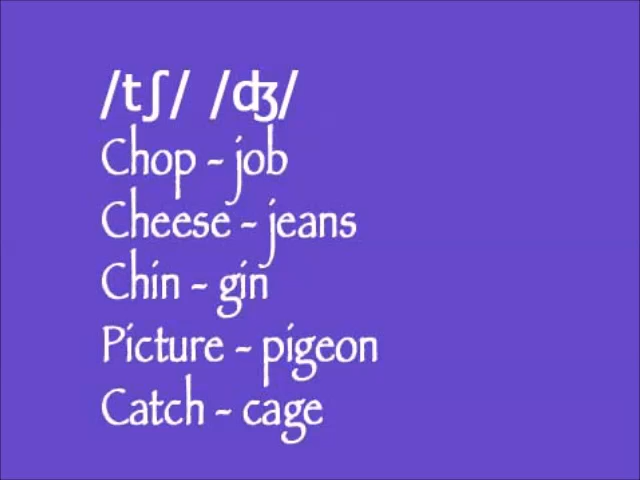 /tʃ/ /ʤ/
Chop - job
Cheese - jeans
Chin - gin
Picture - pigeon
Catch - cage